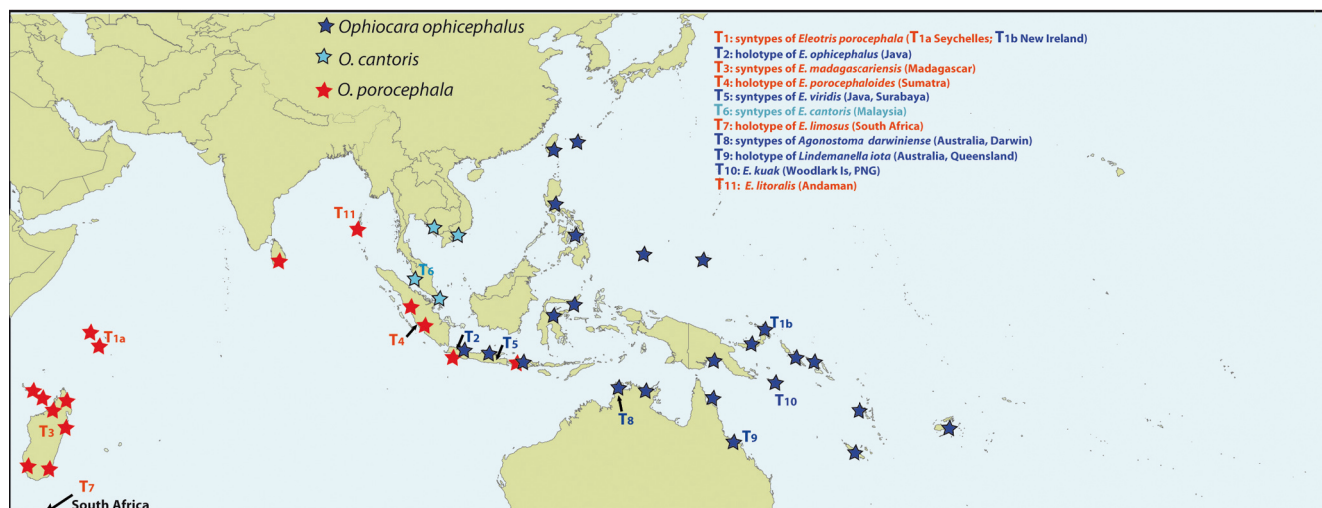 Ophiocara ophicephalus
O. cantoris
O. porocephala
T1: syntypes of Eleotris porocephala (T1a Seychelles; T1b New Ireland)
T2: holotype of E. ophicephalus (Java)
T3: syntypes of E. madagascariensis (Madagascar)
T4: holotype of E. porocephaloides (Sumatra)
T5: syntypes of E. viridis (Java, Surabaya)
T6: syntypes of E. cantoris (Malaysia)
T7: holotype of E. limosus (South Africa)
T8: syntypes of Agonostoma darwiniense (Australia, Darwin)
T9: holotype of Lindemanella iota (Australia, Queensland)
T10: E. kuak (Woodlark Is, PNG)
T11: E. litoralis (Andaman)
T11
T6
T1a
T4
T2
T5
T1b
T10
T8
T9
T3
T7
South Africa